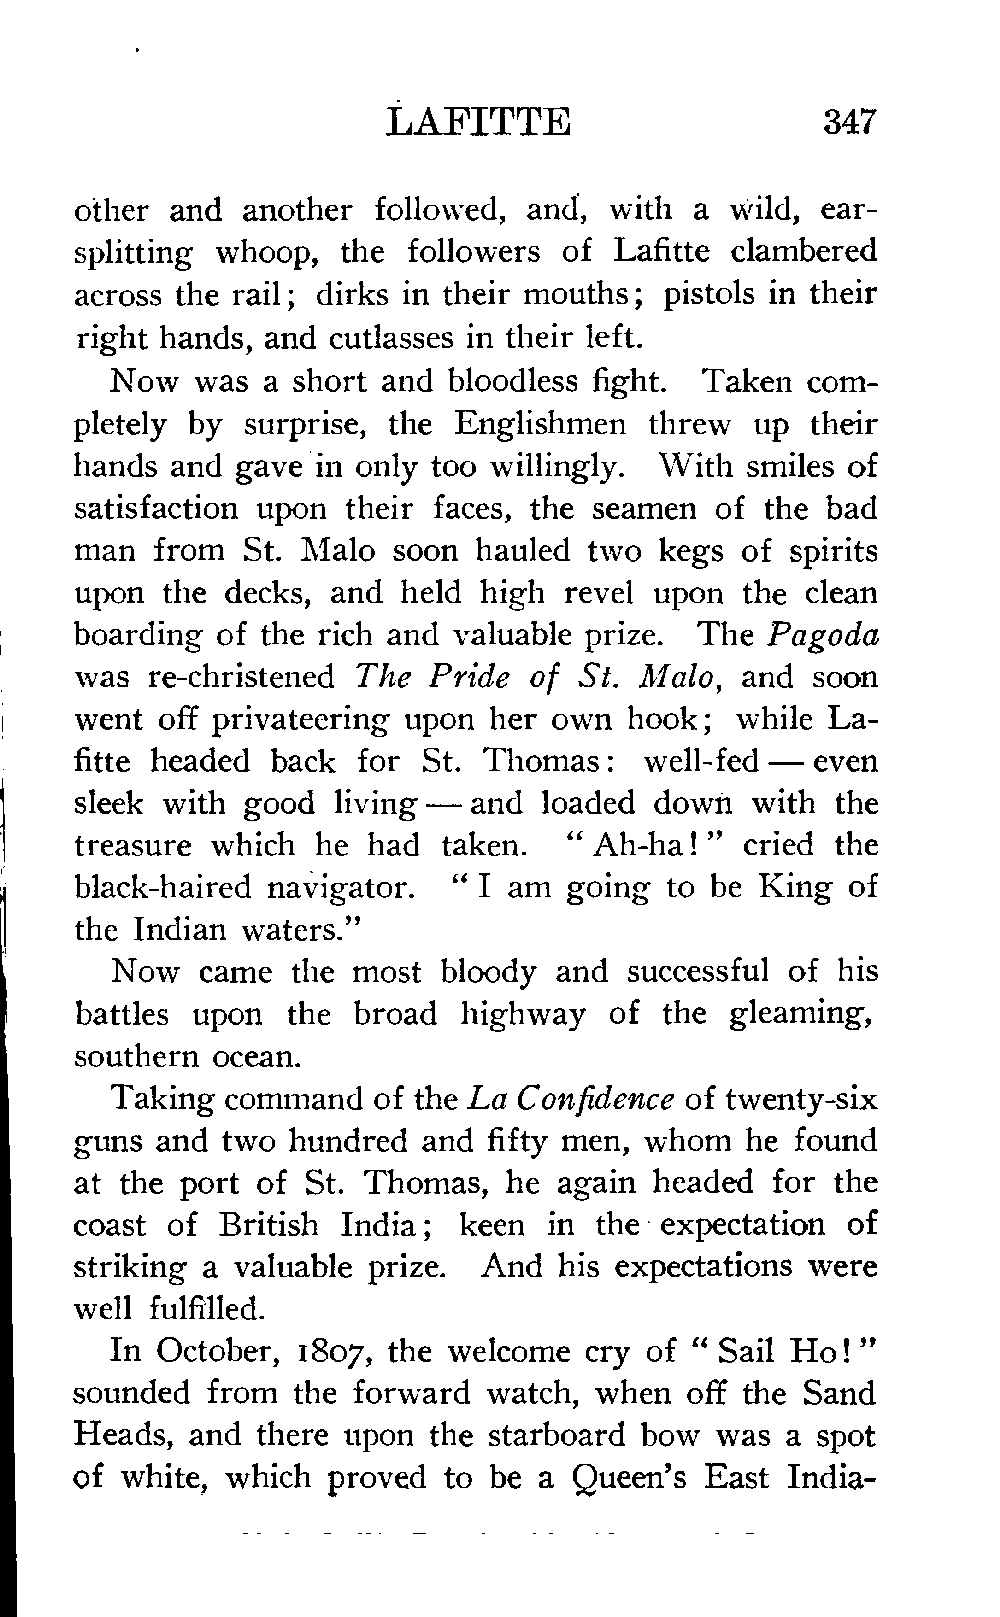 LAFITTE 347
other and another followed, and, with a wild, ear-
splitting whoop, the followers of Lafitte clambered
across the rail; dirks in their mouths; pistols in their
right hands, and cutlasses in their left.
Now was a short and bloodless fight. Taken com-
pletely by surprise, the Englishmen threw up their
hands and gave in only too willingly. With smiles of
satisfaction upon their faces, the seamen of the bad
man from St. Malo soon hauled two kegs of spirits
upon the decks, and held high revel upon the clean
boarding of the rich and valuable prize. The Pagoda
was re-christened The Pride of St. Malo, and soon
went off privateering upon her own hook; while La-
fitte headed back for St. Thomas: well-fed — even
sleek with good living — and loaded down with the
treasure which he had taken. “ Ah-ha! ” cried the
black-haired navigator. “ I am going to be King of
the Indian waters.”
Now came the most bloody and successful of his
battles upon the broad highway of the gleaming,
southern ocean.
Taking command of the La Confidence of twenty-six
guns and two hundred and fifty men, whom he found
at the port of St. Thomas, he again headed for the
coast of British India; keen in the expectation of
striking a valuable prize. And his expectations were
well fulfilled.
In October, 1807, the welcome cry of “ Sail Ho! ”
sounded from the forward watch, when off the Sand
Heads, and there upon the starboard bow was a spot
of white, which proved to be a Queen’s East India-